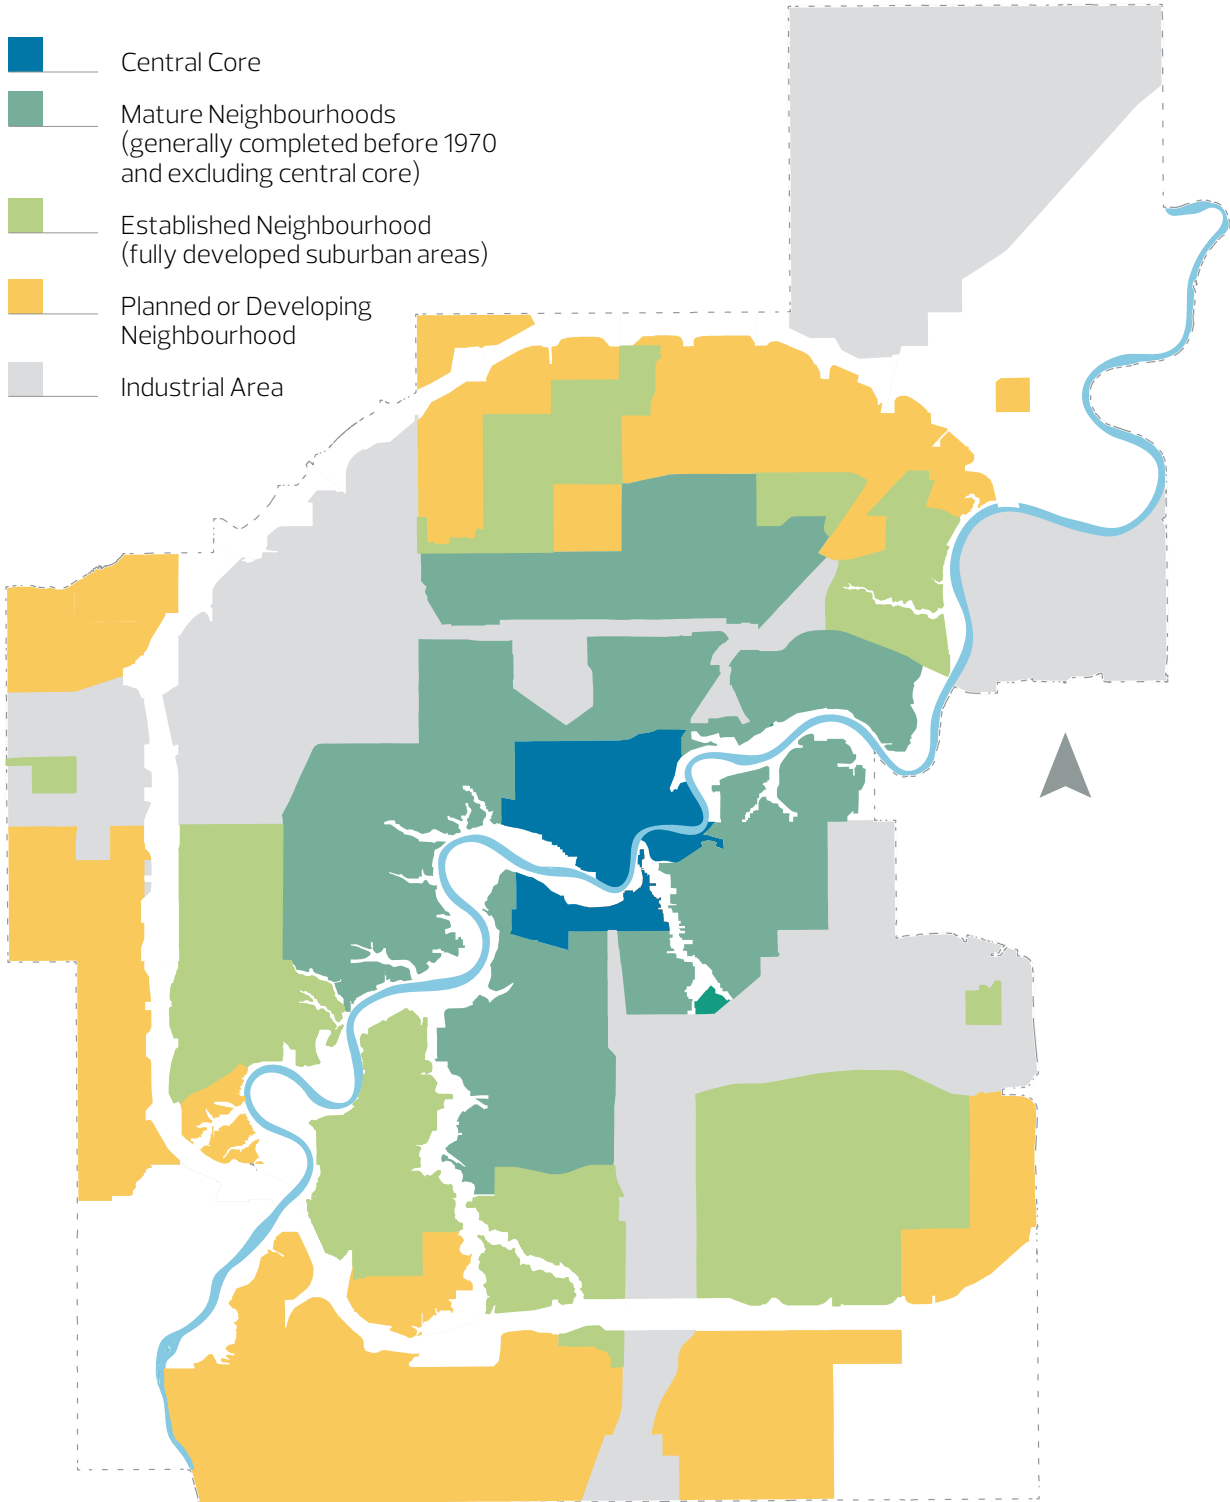 Central Core
Mature Neighbourhoods
(generally completed before 1970
and excluding central core)
Established Neighbourhood
(fully developed suburban areas)
Planned or Developing
Neighbourhood
Industrial Area